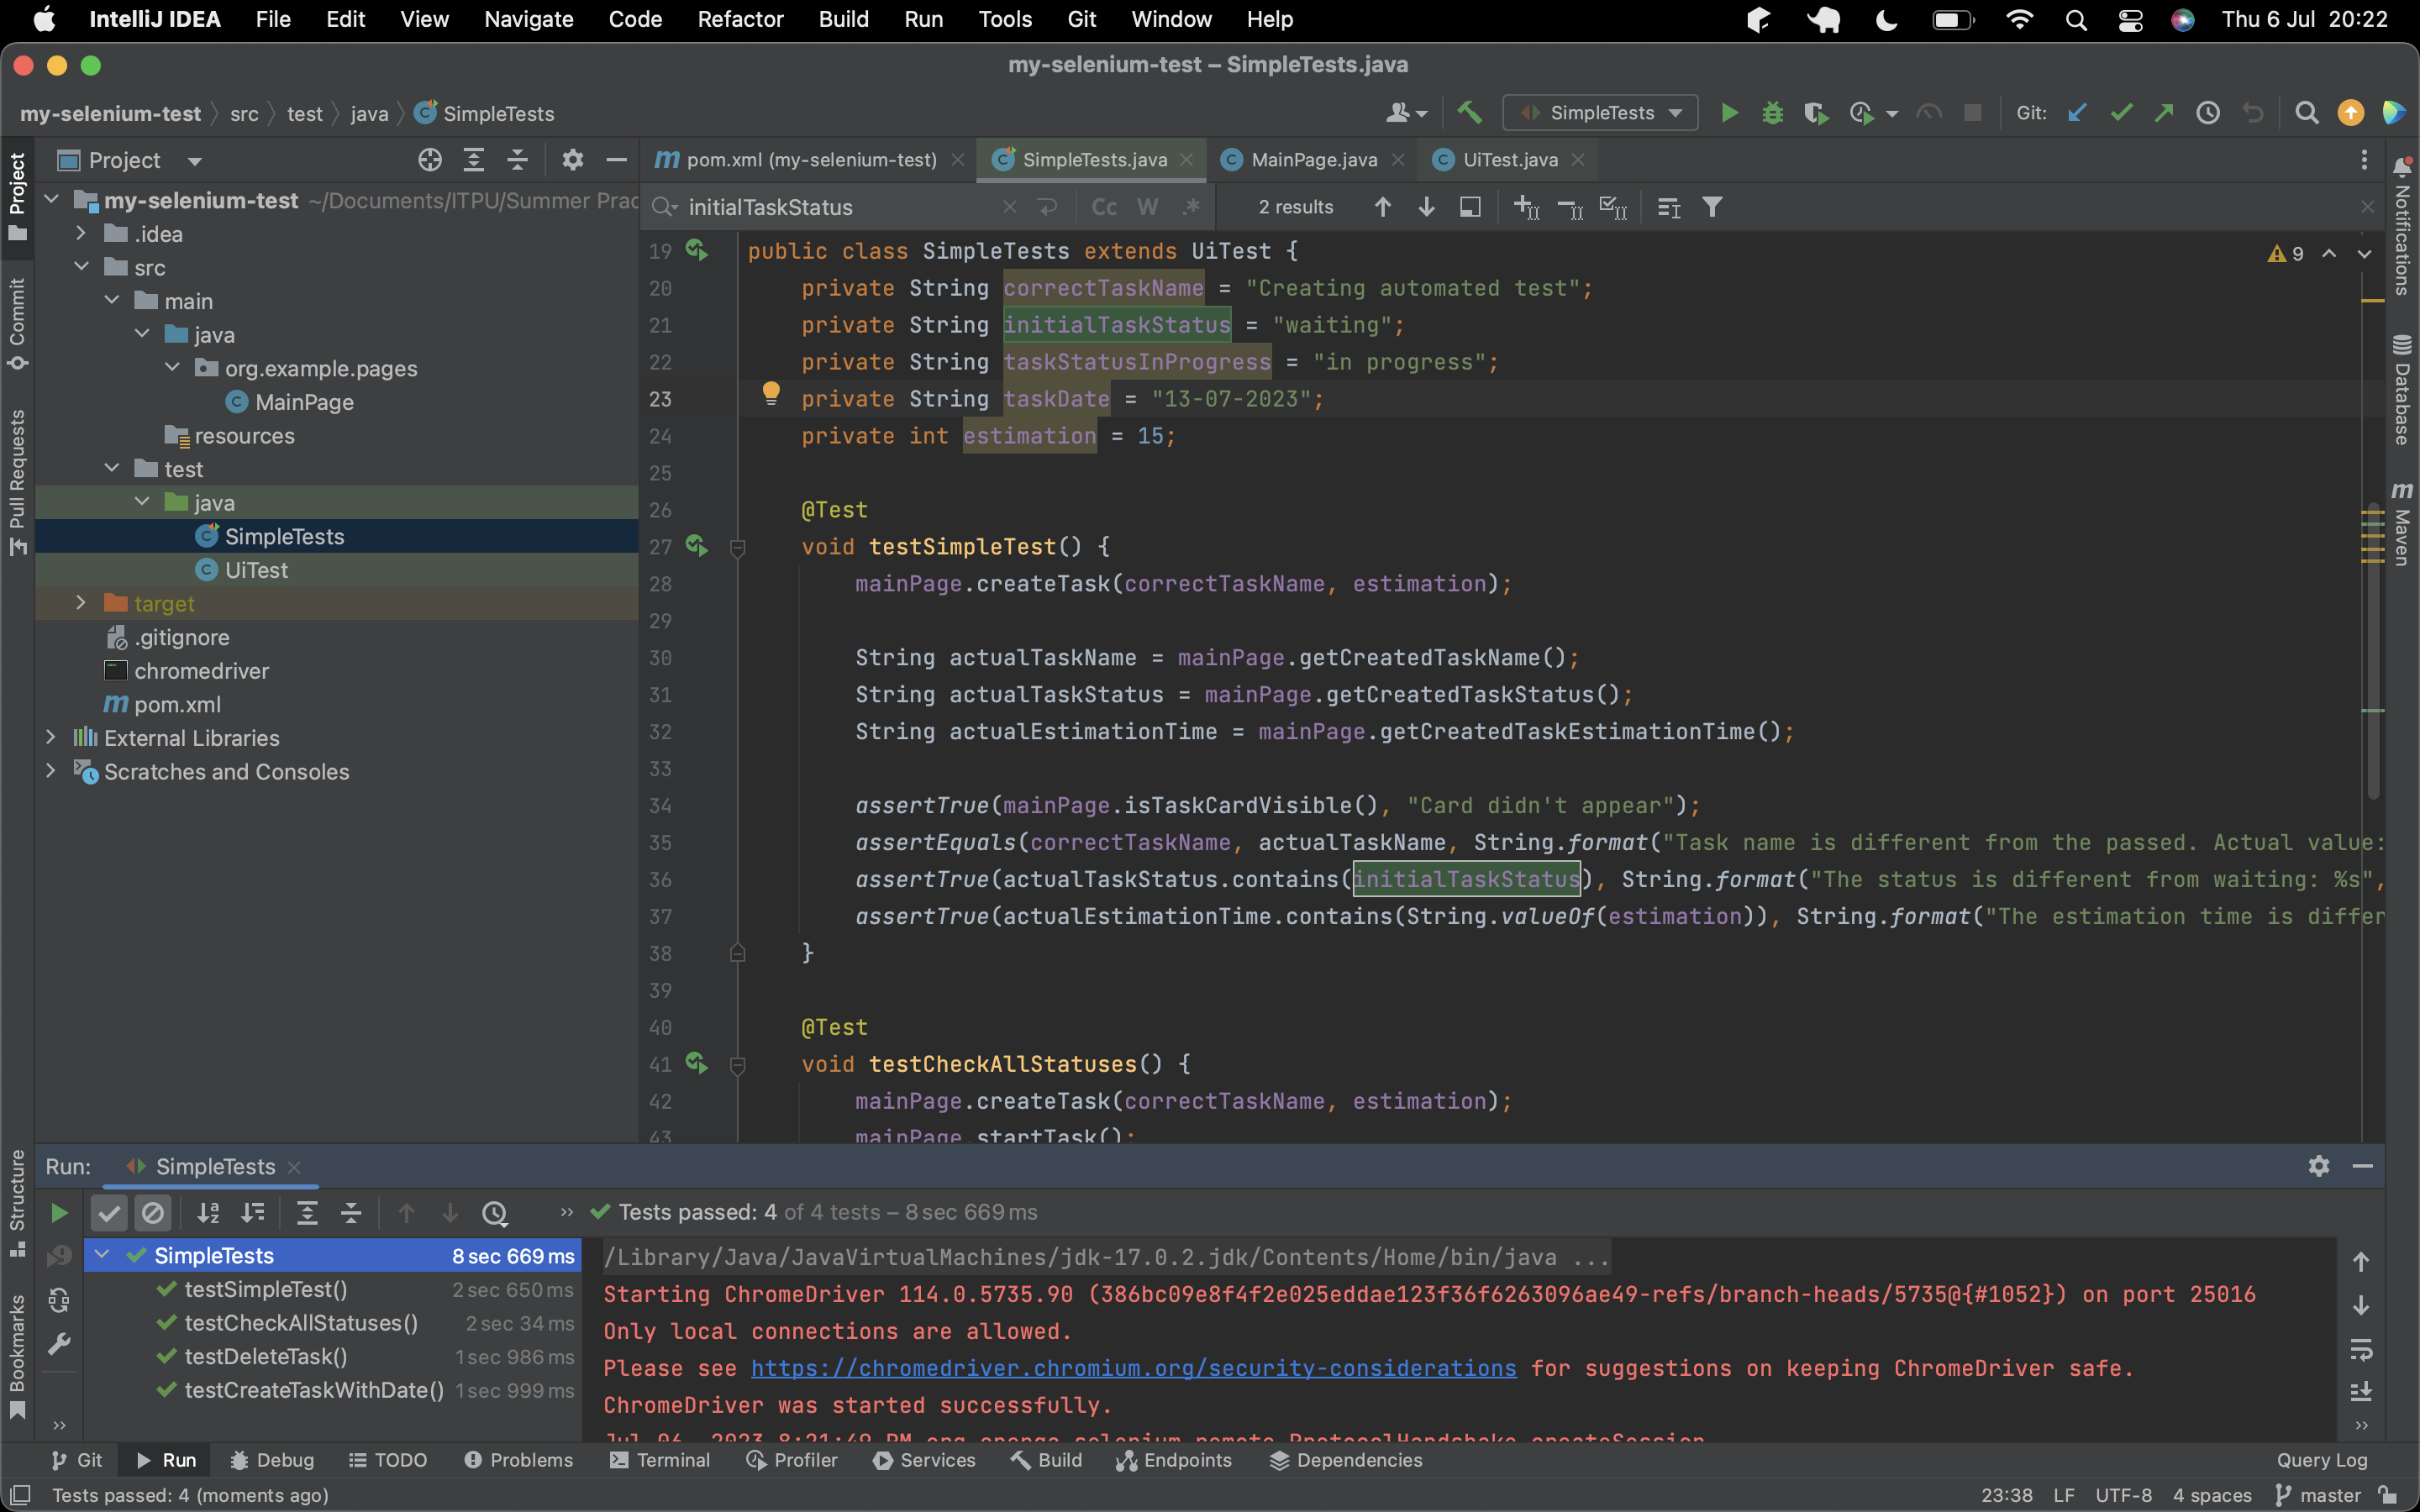 IntelliJ IDEA File Edit View Navigate Code Refactor Build Run Tools Git Window Help Thu 6 Jul 20:22
my-selenium-test – SimpleTests.java
my-selenium-test src test java SimpleTests SimpleTests Git:
Project pom.xml (my-selenium-test) SimpleTests.java MainPage.java UiTest.java
initialTaskStatus Cc W .* 2 results
Project
Commit
Pull Requests
Structure
Bookmarks
my-selenium-test ~/Documents/ITPU/Summer Prac
.idea
src
main
java
org.example.pages
MainPage
resources
test
java
SimpleTests
UiTest
target
.gitignore
chromedriver
pom.xml
External Libraries
Scratches and Consoles
9
19 public class SimpleTests extends UiTest {
20 private String correctTaskName = "Creating automated test";
21 private String initialTaskStatus = "waiting";
22 private String taskStatusInProgress = "in progress";
23 private String taskDate = "13-07-2023";
24 private int estimation = 15;
25
26 @Test
27 void testSimpleTest() {
28 mainPage.createTask(correctTaskName, estimation);
29
30 String actualTaskName = mainPage.getCreatedTaskName();
31 String actualTaskStatus = mainPage.getCreatedTaskStatus();
32 String actualEstimationTime = mainPage.getCreatedTaskEstimationTime();
33
34 assertTrue(mainPage.isTaskCardVisible(), "Card didn't appear");
35 assertEquals(correctTaskName, actualTaskName, String.format("Task name is different from the passed. Actual value:
36 assertTrue(actualTaskStatus.contains(initialTaskStatus), String.format("The status is different from waiting: %s",
37 assertTrue(actualEstimationTime.contains(String.valueOf(estimation)), String.format("The estimation time is differ
38 }
39
40 @Test
41 void testCheckAllStatuses() {
42 mainPage.createTask(correctTaskName, estimation);
43 mainPage.startTask();
Notifications
Database
m Maven
Run: SimpleTests
Tests passed: 4 of 4 tests – 8 sec 669 ms
SimpleTests 8 sec 669 ms
testSimpleTest() 2 sec 650 ms
testCheckAllStatuses() 2 sec 34 ms
testDeleteTask() 1 sec 986 ms
testCreateTaskWithDate() 1 sec 999 ms
/Library/Java/JavaVirtualMachines/jdk-17.0.2.jdk/Contents/Home/bin/java ...
Starting ChromeDriver 114.0.5735.90 (386bc09e8f4f2e025eddae123f36f6263096ae49-refs/branch-heads/5735@{#1052}) on port 25016
Only local connections are allowed.
Please see https://chromedriver.chromium.org/security-considerations for suggestions on keeping ChromeDriver safe.
ChromeDriver was started successfully.
Jul 06, 2023 8:21:49 PM org.openqa.selenium.remote.ProtocolHandshake createSession
Git Run Debug TODO Problems Terminal Profiler Services Build Endpoints Dependencies Query Log
Tests passed: 4 (moments ago) 23:38 LF UTF-8 4 spaces master